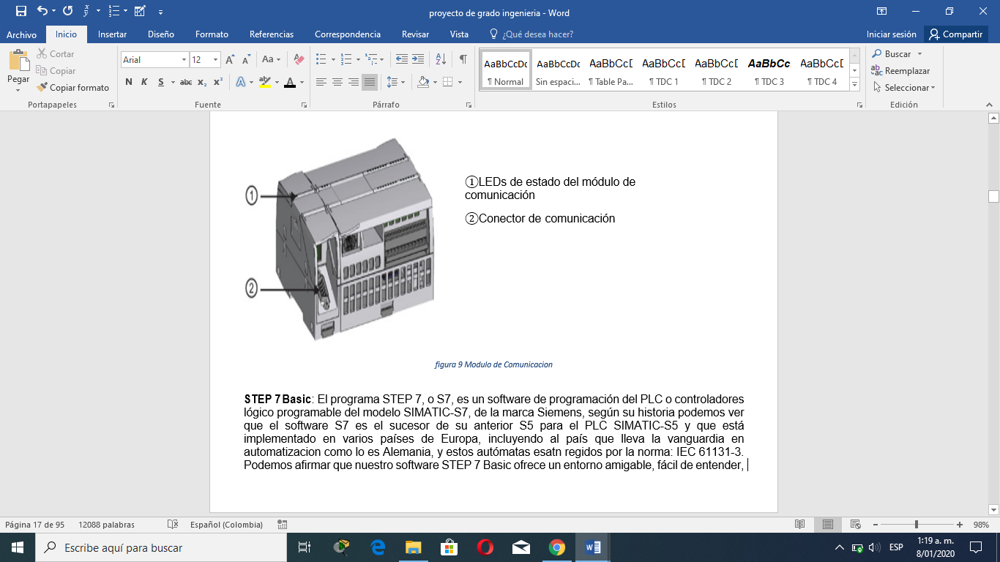 proyecto de grado ingenieria - Word
Archivo Inicio Insertar Diseño Formato Referencias Correspondencia Revisar Vista ¿Qué desea hacer? Iniciar sesión Compartir
Pegar
Cortar
Copiar
Copiar formato
Portapapeles
Arial 12
N K S abc x₂ x²
Fuente
Párrafo
AaBbCcDc AaBbCcDc AaBbCcD AaBbCcD AaBbCcD AaBbCc AaBbCcD
¶ Normal Sin espaci... ¶ Table Pa... ¶ TDC 1 ¶ TDC 2 ¶ TDC 3 ¶ TDC 4
Estilos
Buscar
Reemplazar
Seleccionar
Edición
①
②
①LEDs de estado del módulo de
comunicación
②Conector de comunicación
figura 9 Modulo de Comunicacion
STEP 7 Basic: El programa STEP 7, o S7, es un software de programación del PLC o controladores
lógico programable del modelo SIMATIC-S7, de la marca Siemens, según su historia podemos ver
que el software S7 es el sucesor de su anterior S5 para el PLC SIMATIC-S5 y que está
implementado en varios países de Europa, incluyendo al país que lleva la vanguardia en
automatizacion como lo es Alemania, y estos autómatas esatn regidos por la norma: IEC 61131-3.
Podemos afirmar que nuestro software STEP 7 Basic ofrece un entorno amigable, fácil de entender,
Página 17 de 95 12088 palabras Español (Colombia) 98%
Escribe aquí para buscar
ESP
1:19 a. m.
8/01/2020